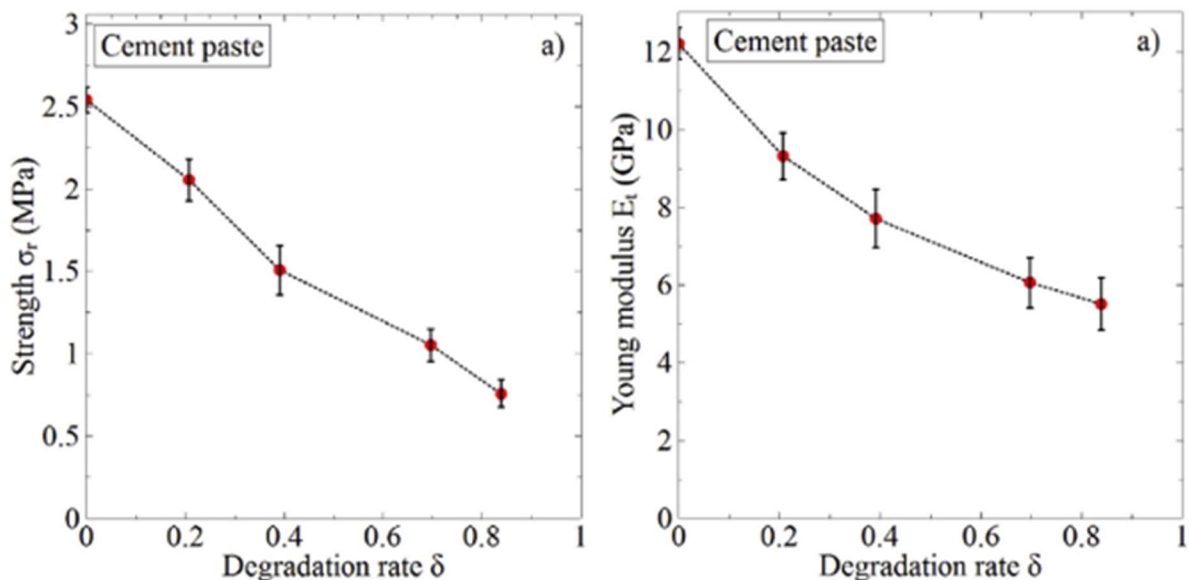 Cement paste
a)
Strength σr (MPa)
3
2.5
2
1.5
1
0.5
0
0 0.2 0.4 0.6 0.8 1
Degradation rate δ
Cement paste
a)
Young modulus Et (GPa)
12
10
8
6
4
2
0
0 0.2 0.4 0.6 0.8 1
Degradation rate δ